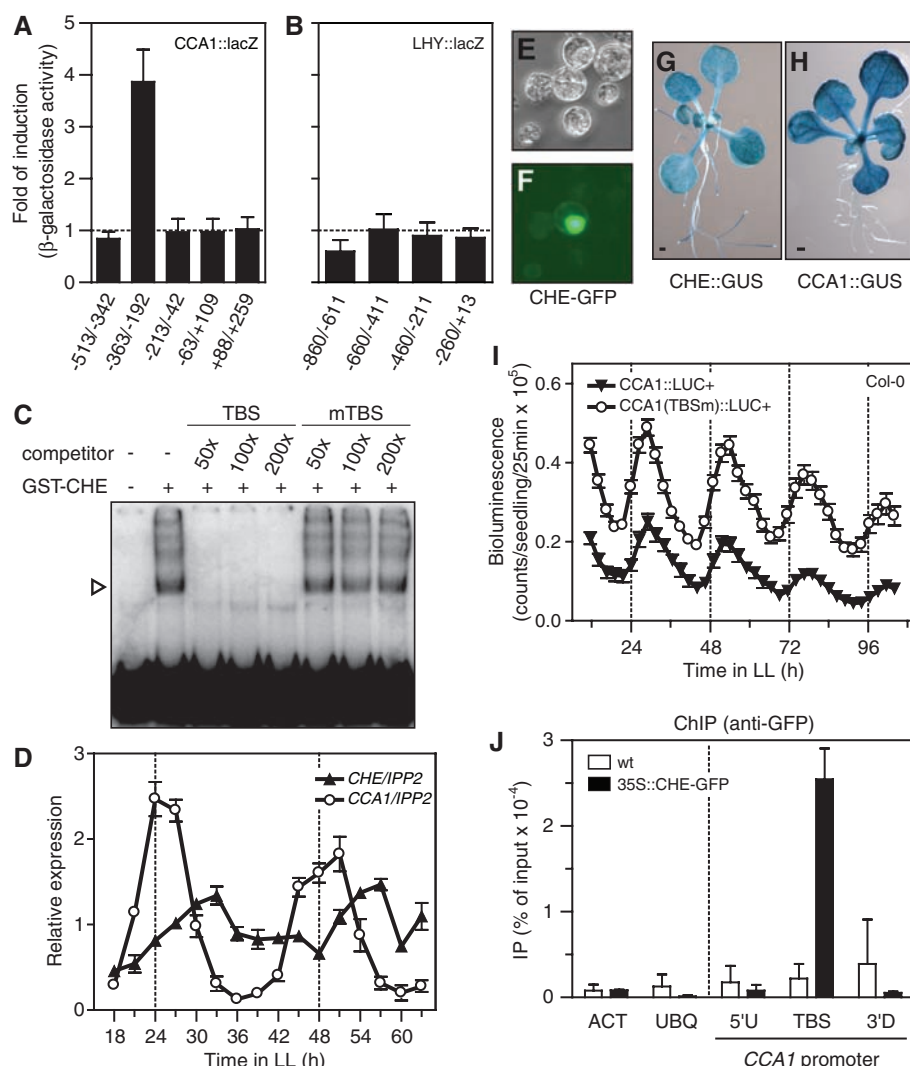 A
CCA1::lacZ
Fold of induction
(β-galactosidase activity)
5
4
3
2
1
0
-513/-342
-363/-192
-213/-42
-63/+109
+88/+259
B
LHY::lacZ
-860/-611
-660/-411
-460/-211
-260/+13
E
F
CHE-GFP
G
CHE::GUS
H
CCA1::GUS
C
TBS
mTBS
competitor - - 50x 100x 200x 50x 100x 200x
GST-CHE - + + + + + + +
I
CCA1::LUC+
CCA1(TBSm)::LUC+
Col-0
Bioluminescence
(counts/seedling/25min x 10⁵)
0.6
0.4
0.2
0.0
24 48 72 96
Time in LL (h)
D
CHE/IPP2
CCA1/IPP2
Relative expression
3
2
1
0
18 24 30 36 42 48 54 60
Time in LL (h)
J
ChIP (anti-GFP)
wt
35S::CHE-GFP
IP (% of input x 10⁻⁴)
3
2
1
0
ACT UBQ 5'U TBS 3'D
CCA1 promoter